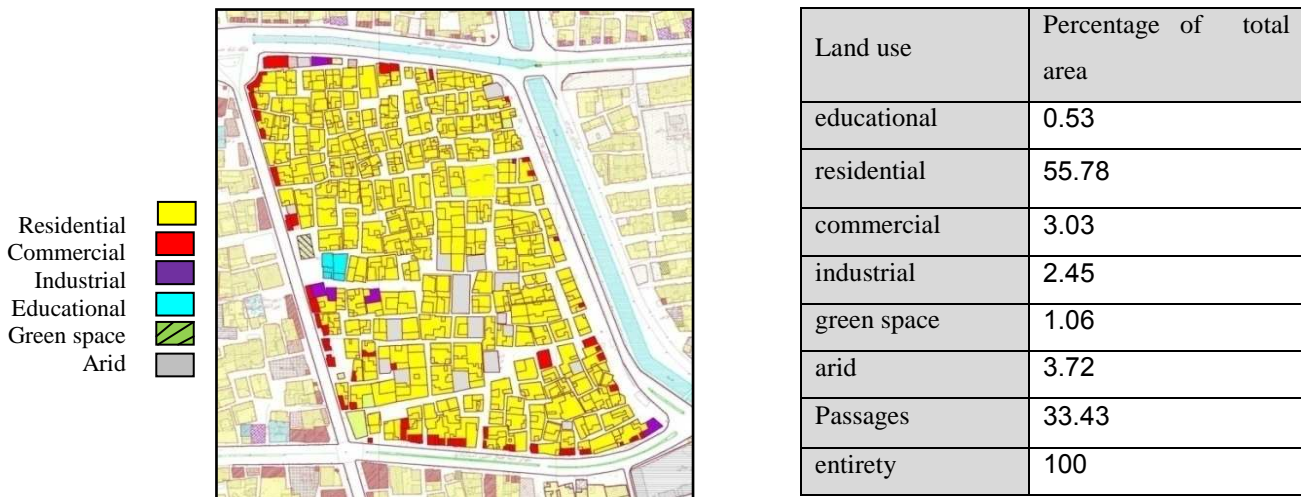 Residential
Commercial
Industrial
Educational
Green space
Arid
Land use Percentage of total
area
educational 0.53
residential 55.78
commercial 3.03
industrial 2.45
green space 1.06
arid 3.72
Passages 33.43
entirety 100